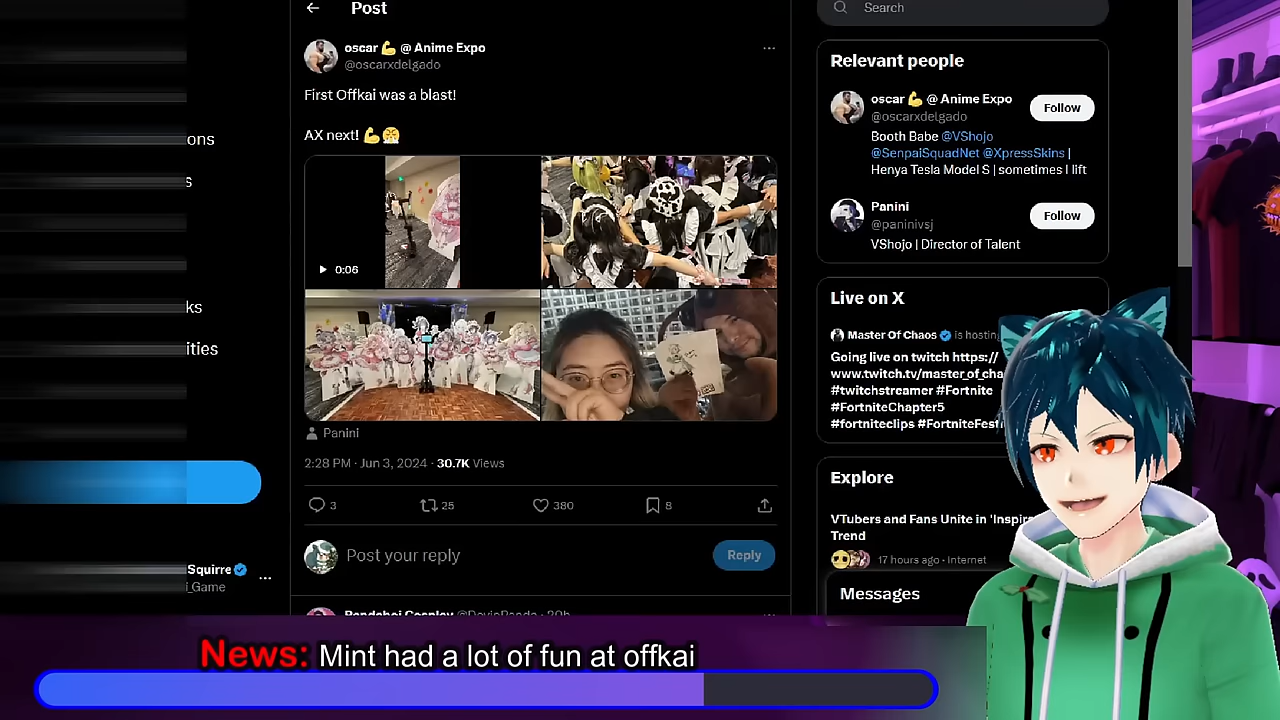 Post
Search
oscar 💪 @ Anime Expo
@oscarxdelgado
First Offkai was a blast!
AX next! 💪😤
0:06
Panini
2:28 PM · Jun 3, 2024 · 30.7K Views
3
25
380
8
Post your reply
Reply
Relevant people
oscar 💪 @ Anime Expo
@oscarxdelgado
Follow
Booth Babe @VShojo
@SenpaiSquadNet @XpressSkins |
Henya Tesla Model S | sometimes I lift
Panini
@paninivsj
Follow
VShojo | Director of Talent
Live on X
Master Of Chaos is hosting
Going live on twitch https://
www.twitch.tv/master_of_cha
#twitchstreamer #Fortnite
#FortniteChapter5
#fortniteclips #FortniteFest
Explore
VTubers and Fans Unite in 'Inspira
Trend
17 hours ago · Internet
Messages
ons
s
ks
ities
Squirre
i_Game
News: Mint had a lot of fun at offkai